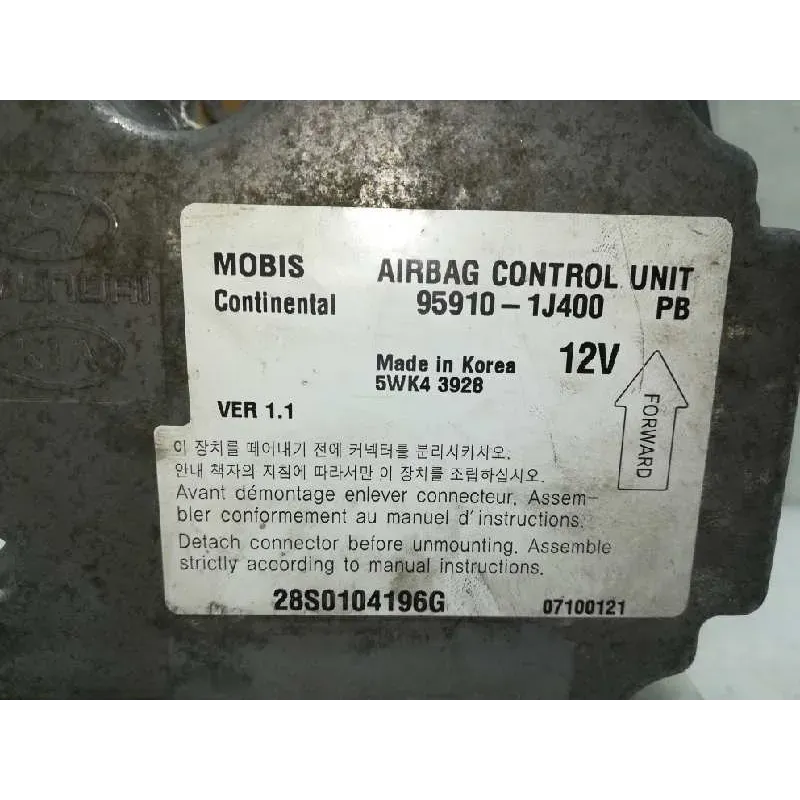 HYUNDAI
KIA
MOBIS AIRBAG CONTROL UNIT
Continental 95910-1J400 PB
Made in Korea 12V
5WK4 3928
VER 1.1
FORWARD
이 장치를 떼어내기 전에 커넥터를 분리시키시오.
안내 책자의 지침에 따라서만 이 장치를 조립하십시오.
Avant démontage enlever connecteur. Assem-
bler conformement au manuel d'instructions.
Detach connector before unmounting. Assemble
strictly according to manual instructions.
28S0104196G 07100121